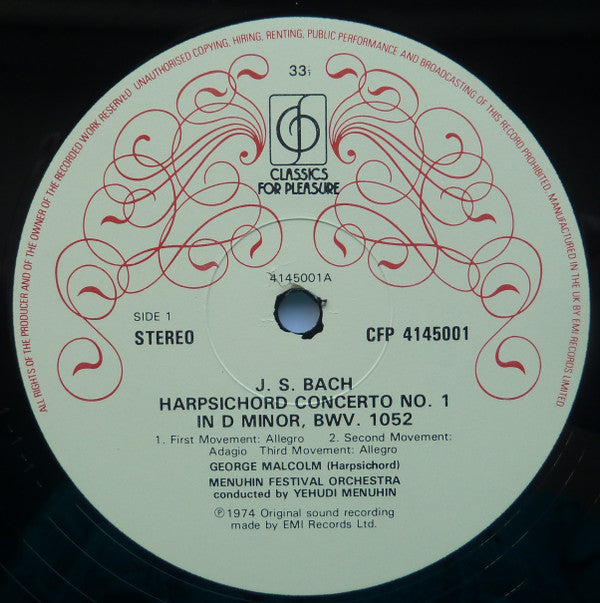 ALL RIGHTS OF THE PRODUCER AND OF THE OWNER OF THE RECORDED WORK RESERVED UNAUTHORISED COPYING, HIRING, RENTING, PUBLIC PERFORMANCE AND BROADCASTING OF THIS RECORD PROHIBITED. MANUFACTURED IN THE UK BY EMI RECORDS LIMITED
33⅓
CLASSICS
FOR PLEASURE
4145001A
SIDE 1
STEREO
CFP 4145001
J. S. BACH
HARPSICHORD CONCERTO NO. 1
IN D MINOR, BWV. 1052
1. First Movement: Allegro 2. Second Movement:
Adagio Third Movement: Allegro
GEORGE MALCOLM (Harpsichord)
MENUHIN FESTIVAL ORCHESTRA
conducted by YEHUDI MENUHIN
℗ 1974 Original sound recording
made by EMI Records Ltd.